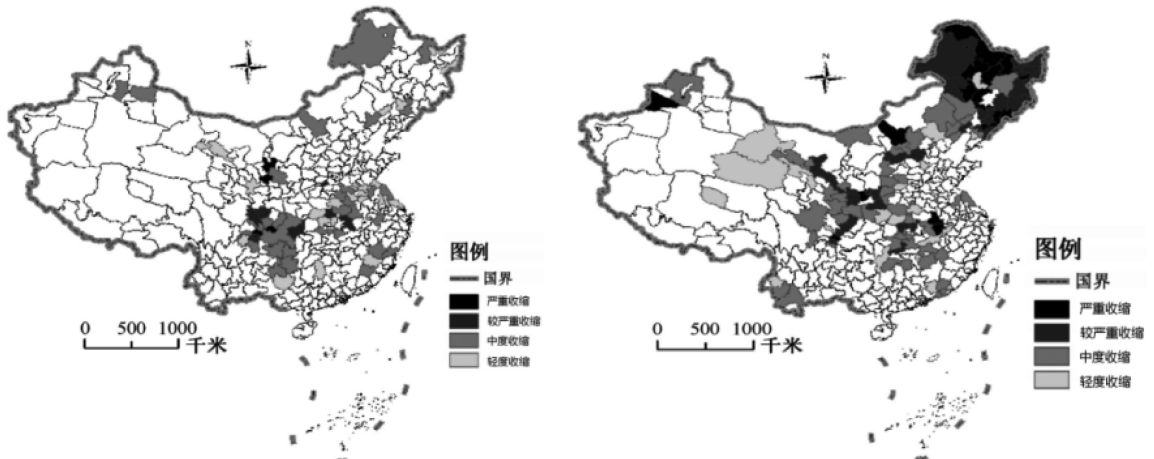 N
图例
国界
严重收缩
较严重收缩
中度收缩
轻度收缩
0 500 1000
千米
N
图例
国界
严重收缩
较严重收缩
中度收缩
轻度收缩
0 500 1000
千米